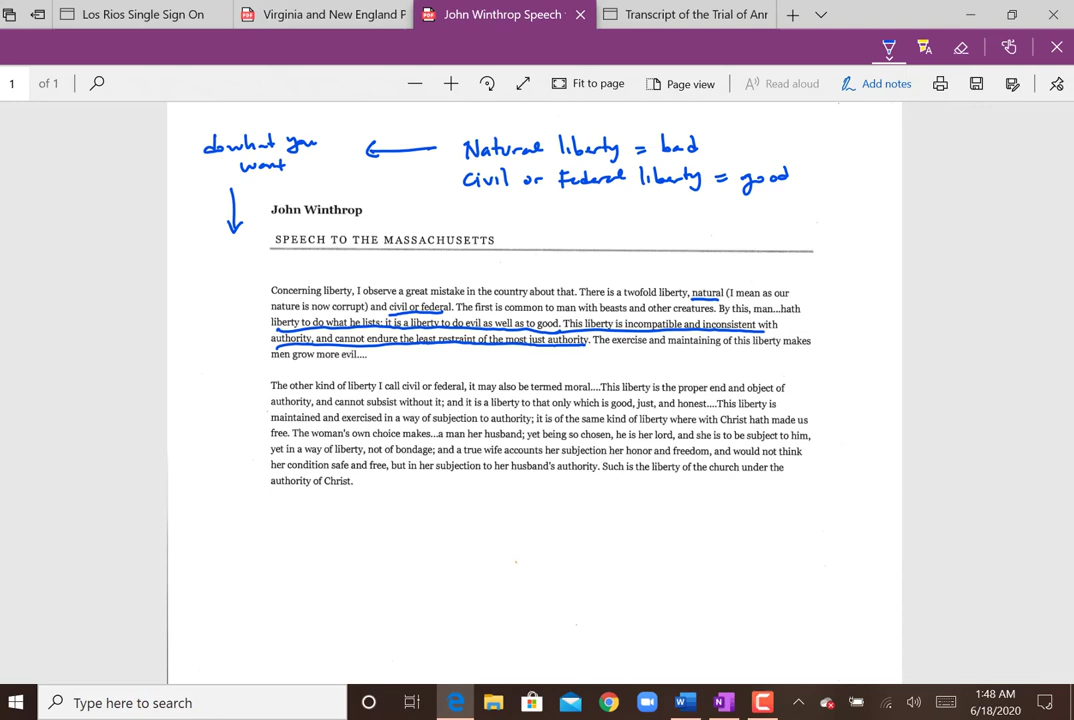 Los Rios Single Sign On
Virginia and New England P
John Winthrop Speech
Transcript of the Trial of Anr
1 of 1
Fit to page
Page view
Read aloud
Add notes
do what you
want
Natural liberty = bad
Civil or Federal liberty = good
John Winthrop
SPEECH TO THE MASSACHUSETTS
Concerning liberty, I observe a great mistake in the country about that. There is a twofold liberty, natural (I mean as our
nature is now corrupt) and civil or federal. The first is common to man with beasts and other creatures. By this, man...hath
liberty to do what he lists; it is a liberty to do evil as well as to good. This liberty is incompatible and inconsistent with
authority, and cannot endure the least restraint of the most just authority. The exercise and maintaining of this liberty makes
men grow more evil....
The other kind of liberty I call civil or federal, it may also be termed moral....This liberty is the proper end and object of
authority, and cannot subsist without it; and it is a liberty to that only which is good, just, and honest....This liberty is
maintained and exercised in a way of subjection to authority; it is of the same kind of liberty where with Christ hath made us
free. The woman's own choice makes...a man her husband; yet being so chosen, he is her lord, and she is to be subject to him,
yet in a way of liberty, not of bondage; and a true wife accounts her subjection her honor and freedom, and would not think
her condition safe and free, but in her subjection to her husband's authority. Such is the liberty of the church under the
authority of Christ.
Type here to search
1:48 AM
6/18/2020